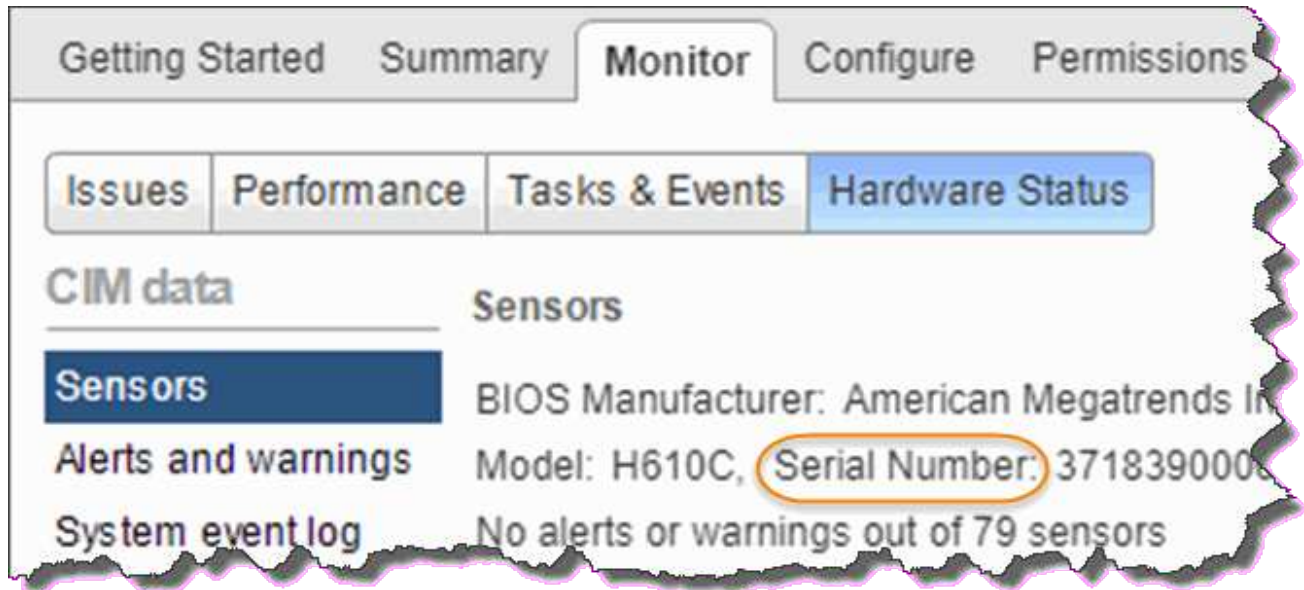 Getting Started Summary Monitor Configure Permissions
Issues Performance Tasks & Events Hardware Status
CIM data
Sensors
Sensors
BIOS Manufacturer: American Megatrends
Alerts and warnings
Model: H610C, Serial Number:
System event log
No alerts or warnings out of 79 sensors